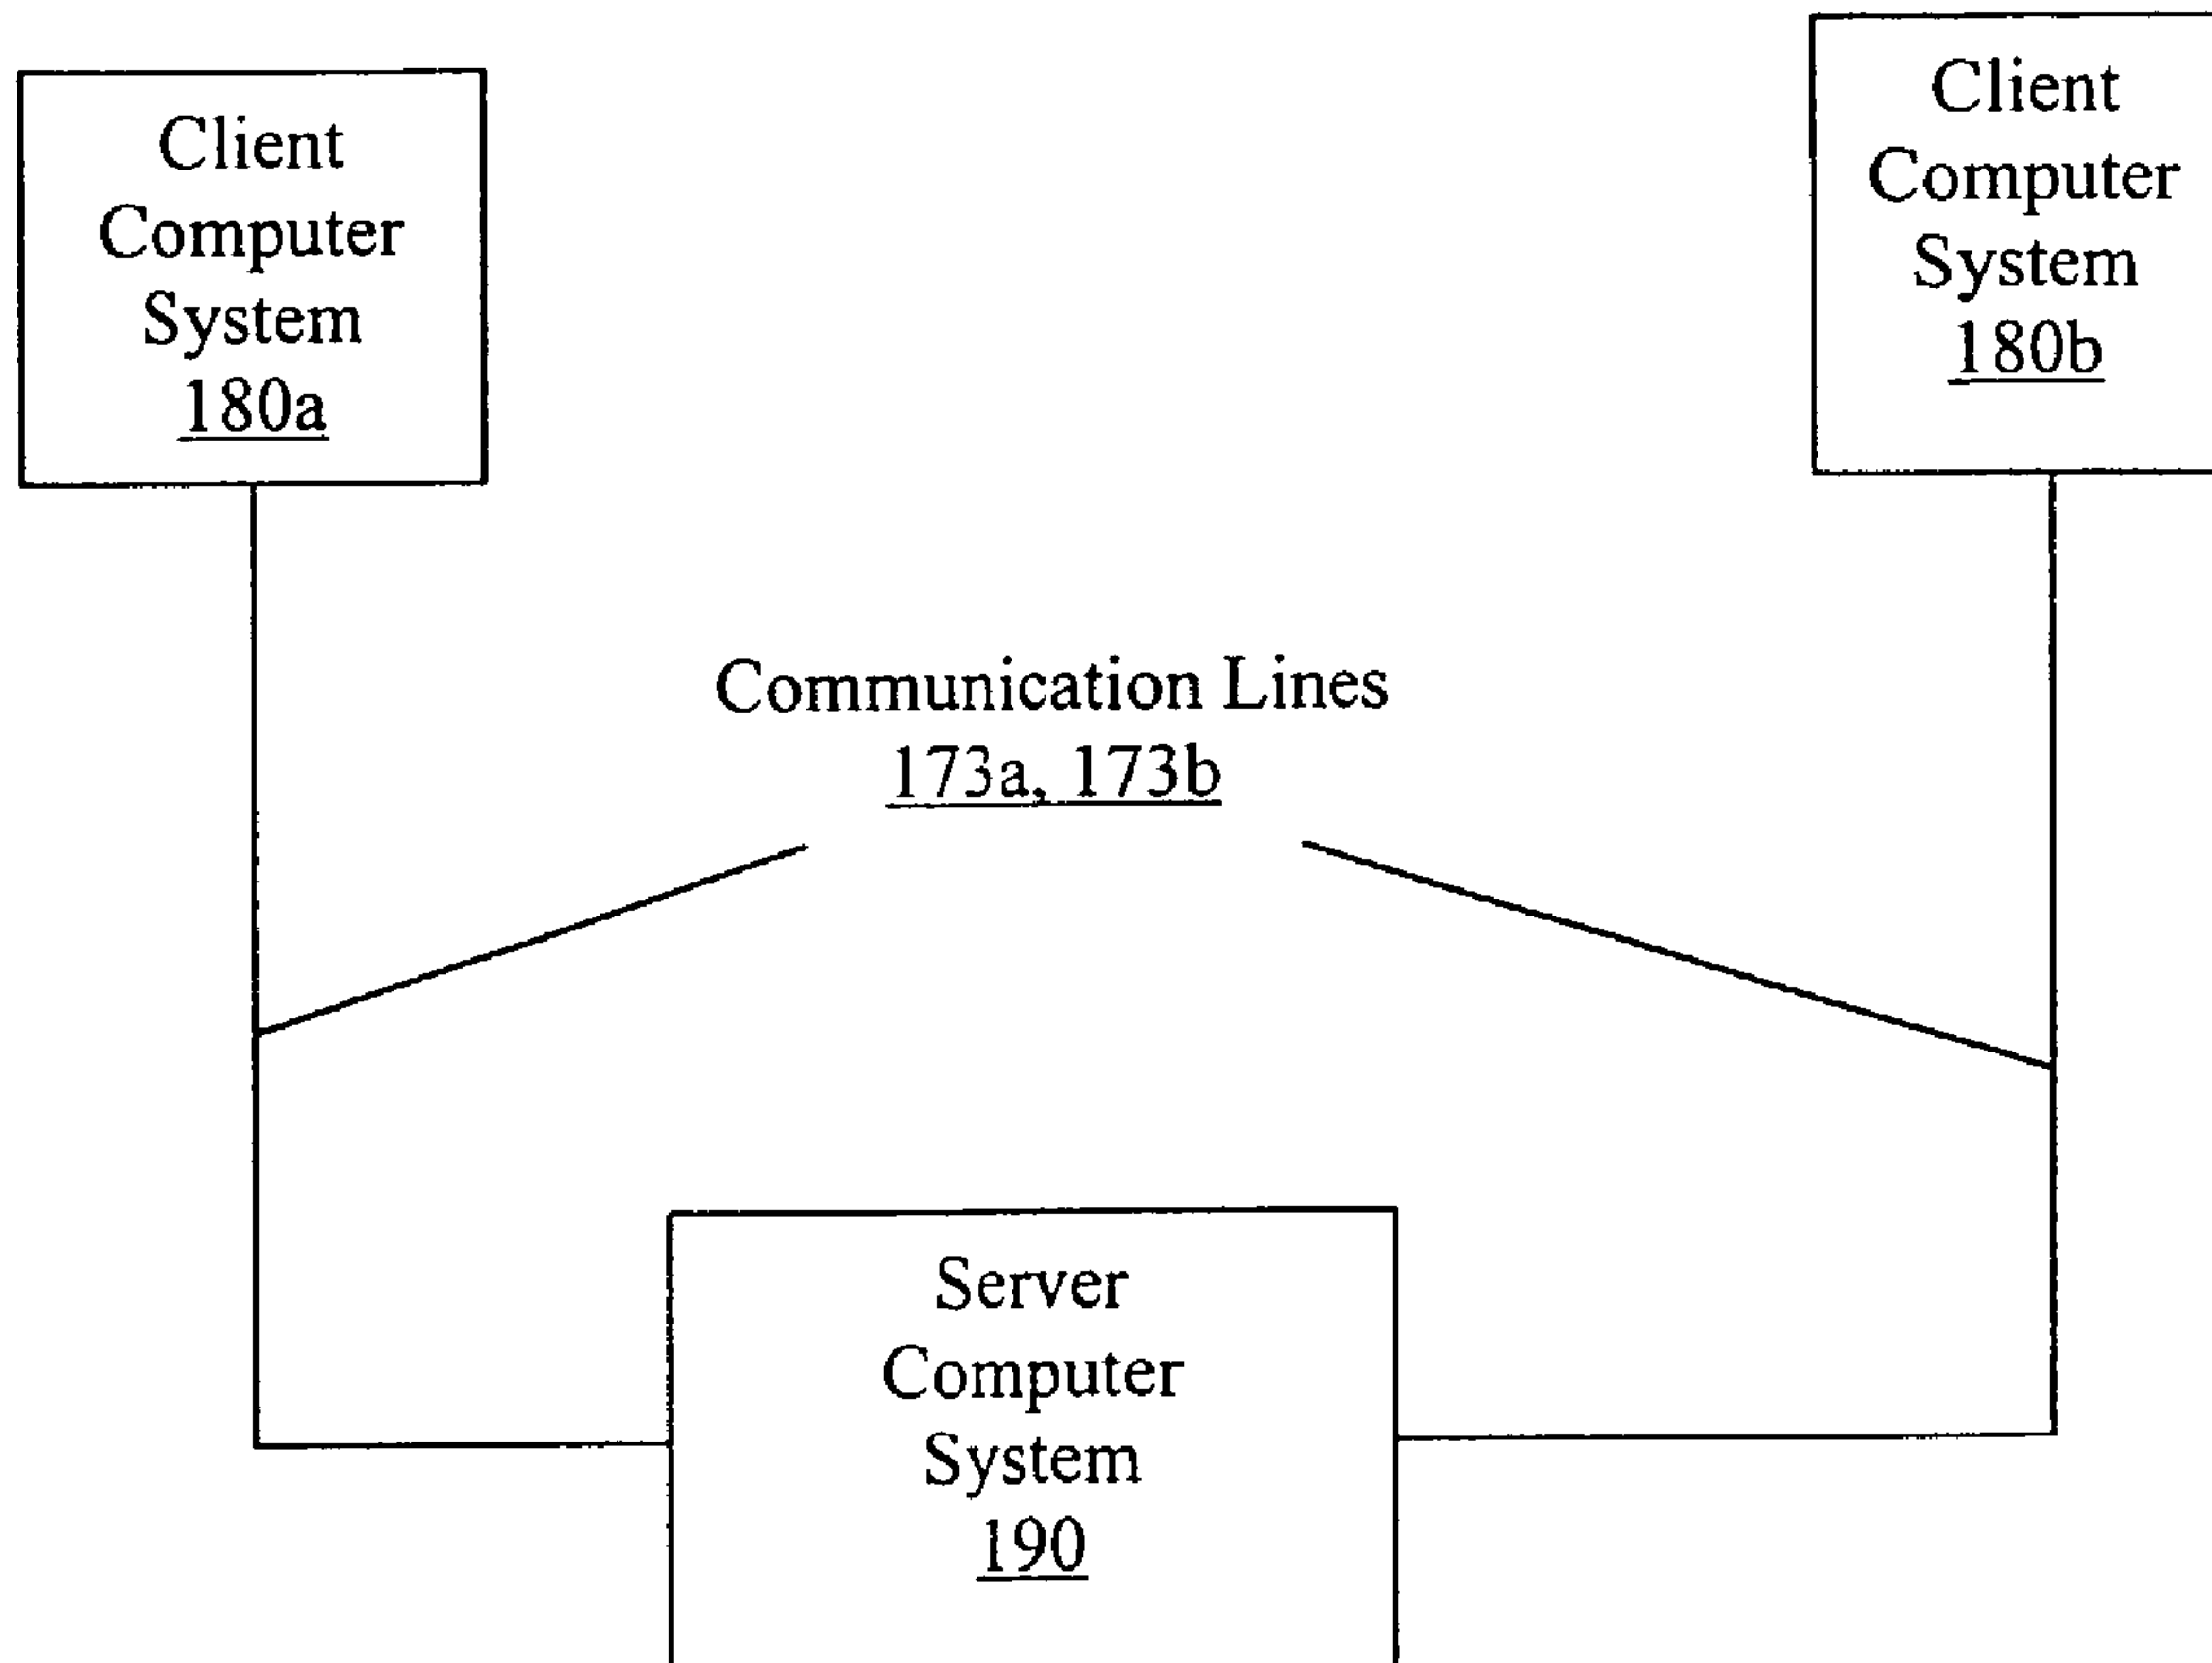 Client
Computer
System
180a
Client
Computer
System
180b
Communication Lines
173a, 173b
Server
Computer
System
190